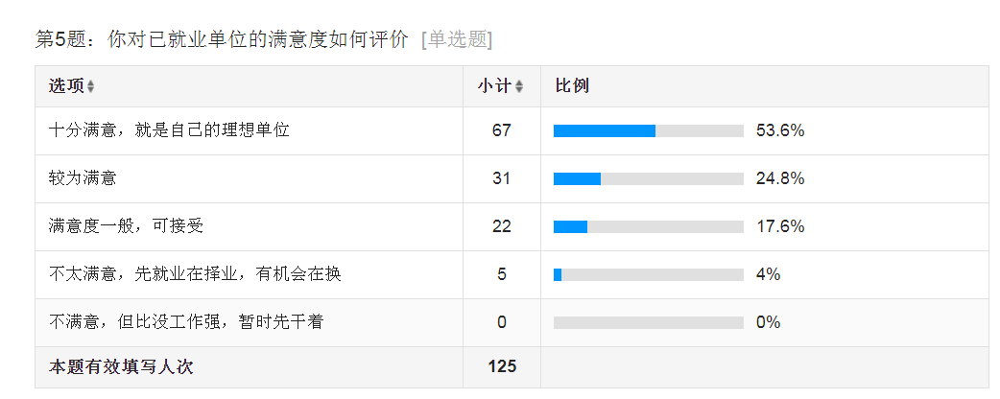 第5题：你对已就业单位的满意度如何评价 [单选题]
选项 小计 比例
十分满意，就是自己的理想单位 67 53.6%
较为满意 31 24.8%
满意度一般，可接受 22 17.6%
不太满意，先就业在择业，有机会在换 5 4%
不满意，但比没工作强，暂时先干着 0 0%
本题有效填写人次 125